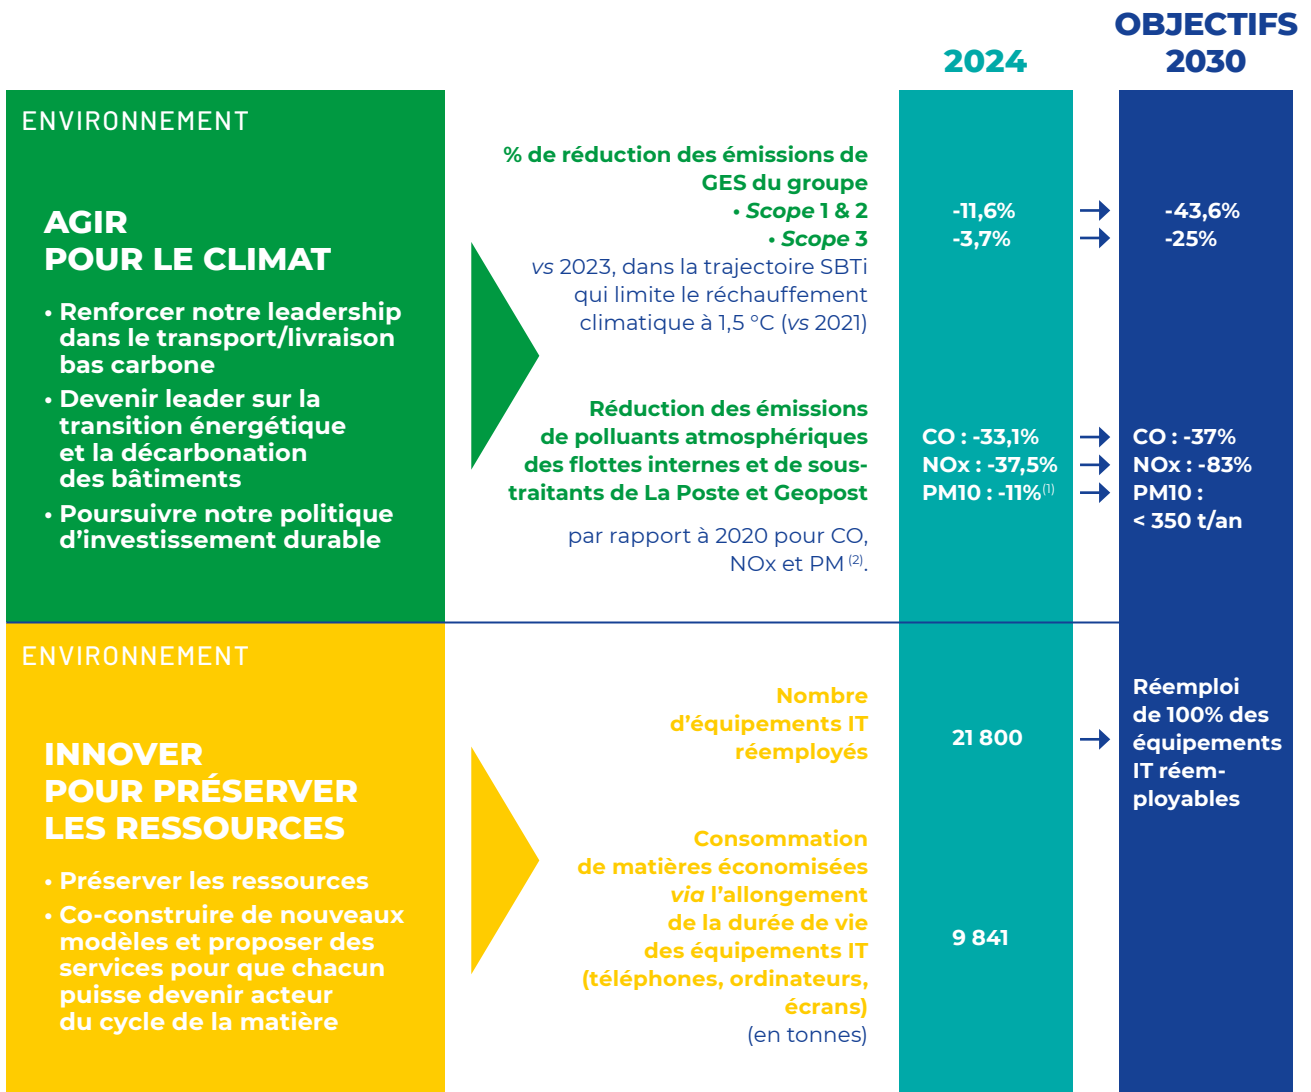 2024
OBJECTIFS
2030
ENVIRONNEMENT
AGIR
POUR LE CLIMAT
• Renforcer notre leadership
dans le transport/livraison
bas carbone
• Devenir leader sur la
transition énergétique
et la décarbonation
des bâtiments
• Poursuivre notre politique
d’investissement durable
% de réduction des émissions de
GES du groupe
• Scope 1 & 2
• Scope 3
vs 2023, dans la trajectoire SBTi
qui limite le réchauffement
climatique à 1,5 °C (vs 2021)
-11,6%
-3,7%
-43,6%
-25%
Réduction des émissions
de polluants atmosphériques
des flottes internes et de sous-
traitants de La Poste et Geopost
par rapport à 2020 pour CO,
NOx et PM (2).
CO : -33,1%
NOx : -37,5%
PM10 : -11%(1)
CO : -37%
NOx : -83%
PM10 :
< 350 t/an
ENVIRONNEMENT
INNOVER
POUR PRÉSERVER
LES RESSOURCES
• Préserver les ressources
• Co-construire de nouveaux
modèles et proposer des
services pour que chacun
puisse devenir acteur
du cycle de la matière
Nombre
d’équipements IT
réemployés
21 800
Réemploi
de 100% des
équipements
IT réem-
ployables
Consommation
de matières économisées
via l’allongement
de la durée de vie
des équipements IT
(téléphones, ordinateurs,
écrans)
(en tonnes)
9 841